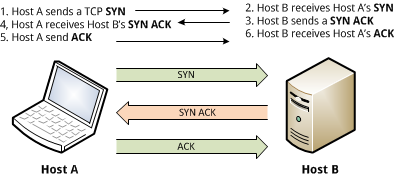 1. Host A sends a TCP SYN
2. Host B receives Host A's SYN
4, Host A receives Host B's SYN ACK
3. Host B sends a SYN ACK
5. Host A send ACK
6. Host B receives Host A's ACK
SYN
SYN ACK
ACK
Host A
Host B